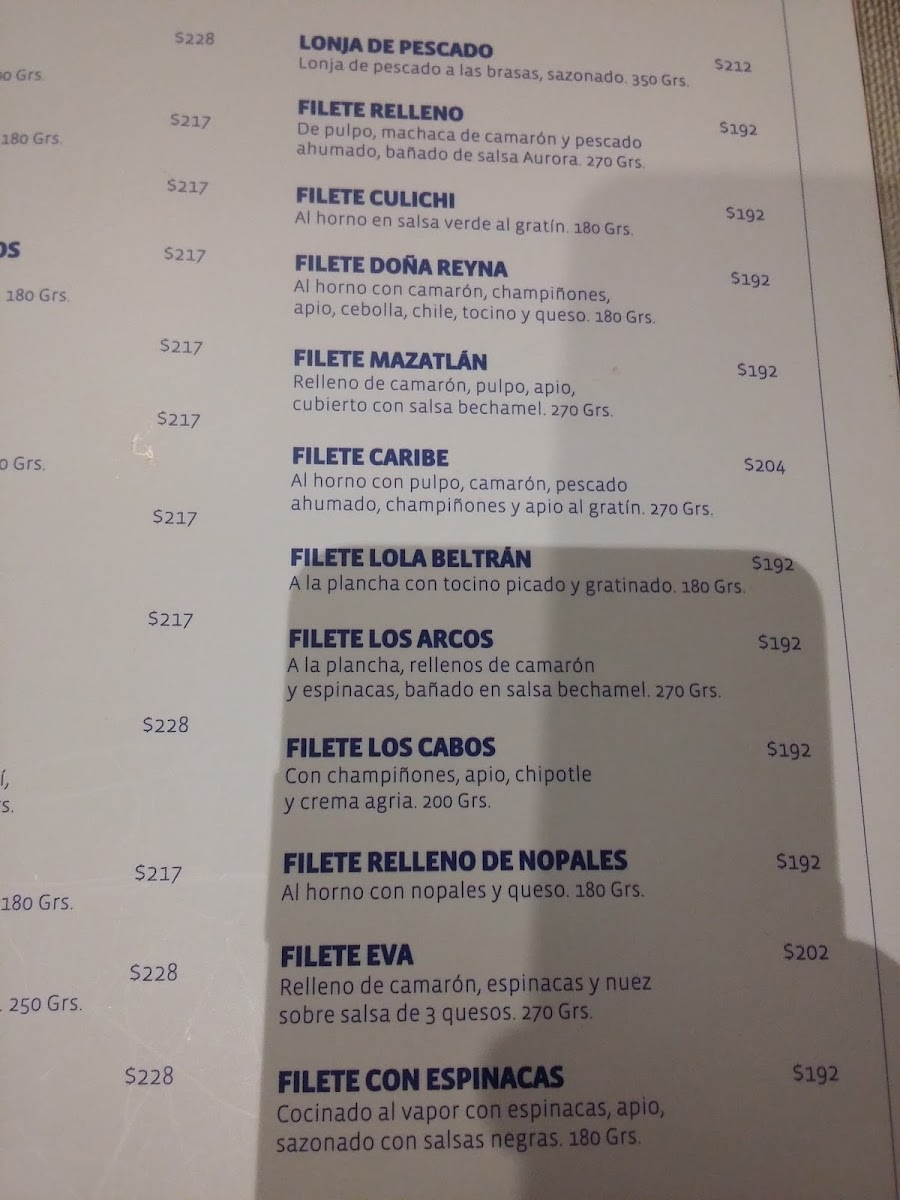 $228
Grs.
180 Grs.
$217
$217
$217
180 Grs.
$217
$217
Grs.
$217
$217
$228
$217
180 Grs.
$228
250 Grs.
$228
LONJA DE PESCADO $212
Lonja de pescado a las brasas, sazonado. 350 Grs.
FILETE RELLENO $192
De pulpo, machaca de camarón y pescado
ahumado, bañado de salsa Aurora. 270 Grs.
FILETE CULICHI $192
Al horno en salsa verde al gratín. 180 Grs.
FILETE DOÑA REYNA $192
Al horno con camarón, champiñones,
apio, cebolla, chile, tocino y queso. 180 Grs.
FILETE MAZATLÁN $192
Relleno de camarón, pulpo, apio,
cubierto con salsa bechamel. 270 Grs.
FILETE CARIBE $204
Al horno con pulpo, camarón, pescado
ahumado, champiñones y apio al gratín. 270 Grs.
FILETE LOLA BELTRÁN $192
A la plancha con tocino picado y gratinado. 180 Grs.
FILETE LOS ARCOS $192
A la plancha, rellenos de camarón
y espinacas, bañado en salsa bechamel. 270 Grs.
FILETE LOS CABOS $192
Con champiñones, apio, chipotle
y crema agria. 200 Grs.
FILETE RELLENO DE NOPALES $192
Al horno con nopales y queso. 180 Grs.
FILETE EVA $202
Relleno de camarón, espinacas y nuez
sobre salsa de 3 quesos. 270 Grs.
FILETE CON ESPINACAS $192
Cocinado al vapor con espinacas, apio,
sazonado con salsas negras. 180 Grs.